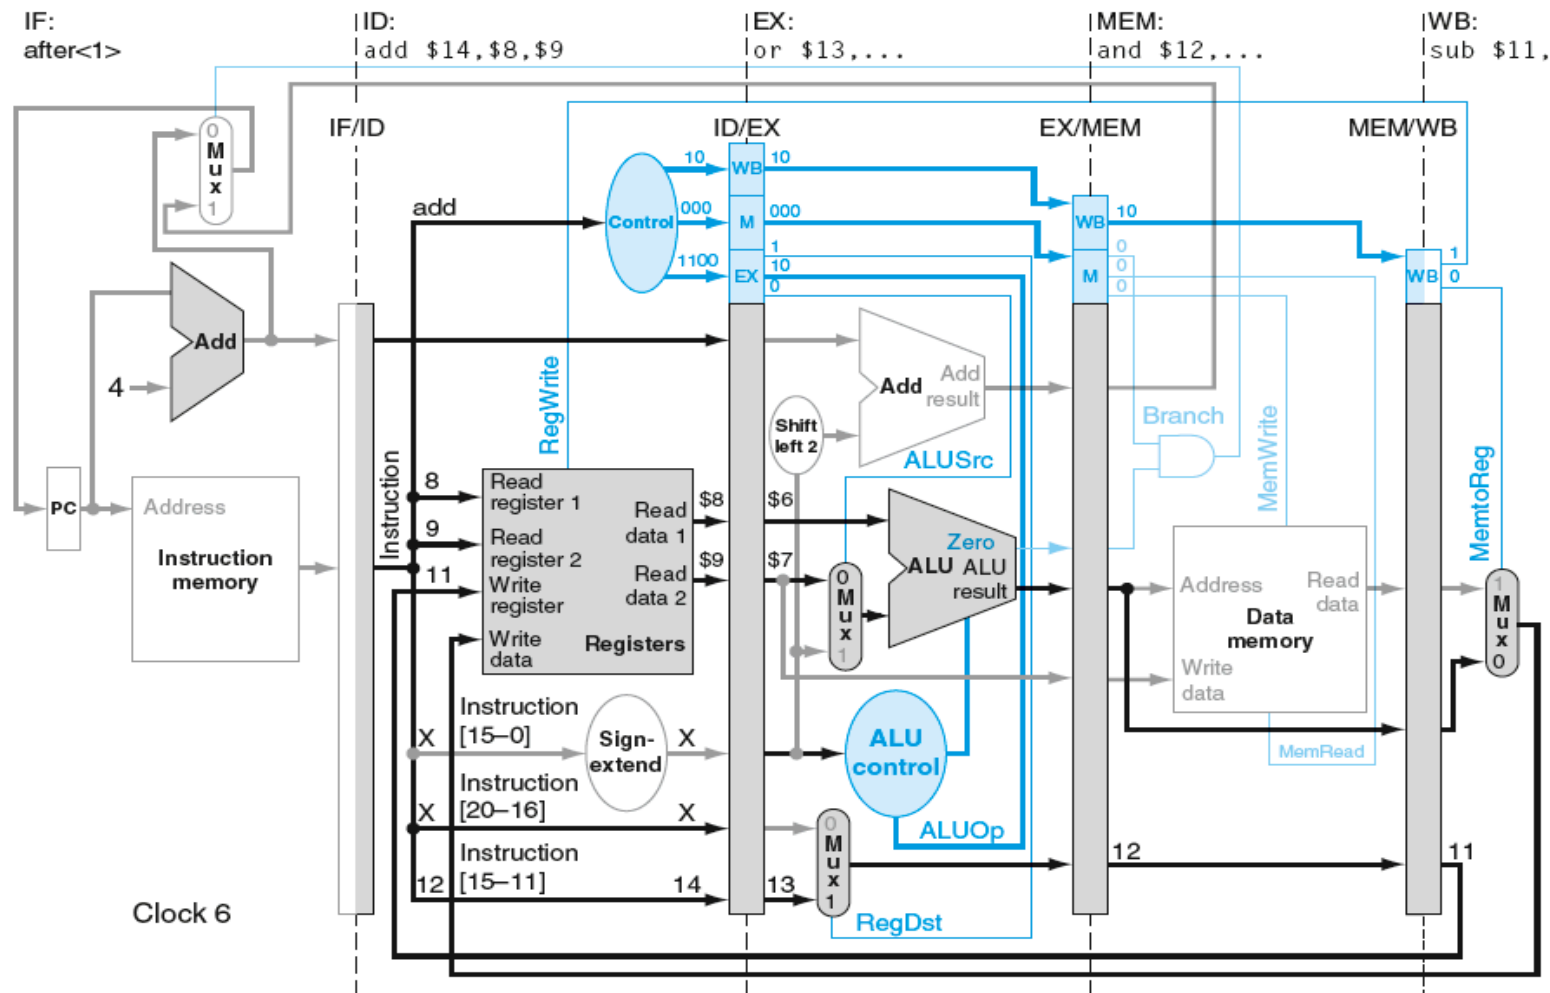 IF:
after<1>
ID:
add $14,$8,$9
EX:
or $13,...
MEM:
and $12,...
WB:
sub $11,
IF/ID
ID/EX
EX/MEM
MEM/WB
0
Mux
1
add
Control
10
000
1100
WB
M
EX
10
000
1
10
0
WB
M
10
0
0
0
WB
1
0
Add
4
RegWrite
Shift
left 2
Add
Add
result
ALUSrc
Branch
MemWrite
MemtoReg
PC
Address
Instruction
memory
Instruction
8
9
11
Read
register 1
Read
register 2
Write
register
Write
data
Read
data 1
Read
data 2
Registers
$8
$9
$6
$7
0
Mux
1
Zero
ALU
ALU
result
Address
Read
data
Data
memory
Write
data
MemRead
1
Mux
0
Instruction
[15–0]
X
Sign-
extend
X
ALU
control
ALUOp
Instruction
[20–16]
X
X
Instruction
[15–11]
12
14
13
0
Mux
1
RegDst
12
11
Clock 6